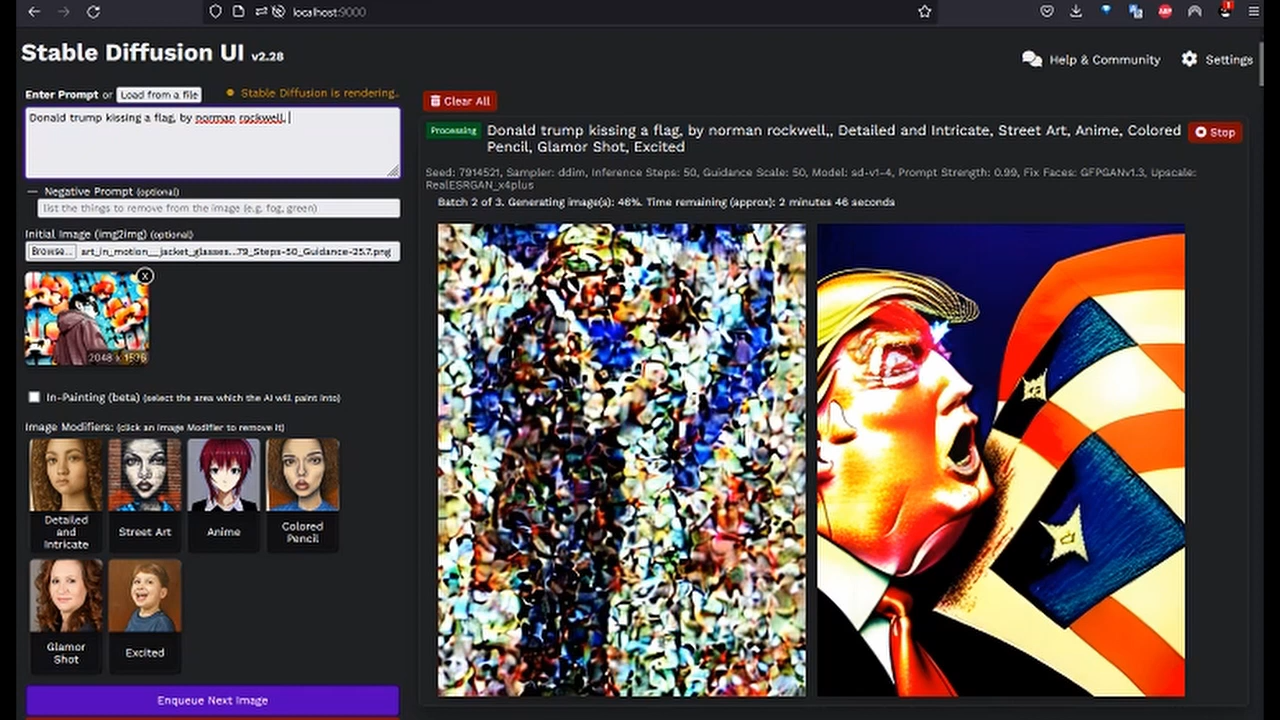 localhost:9000
Stable Diffusion UI v2.28
Help & Community
Settings
Enter Prompt or Load from a file
Stable Diffusion is rendering..
Donald trump kissing a flag, by norman rockwell,
Negative Prompt (optional)
list the things to remove from the image (e.g. fog, green)
Initial Image (img2img) (optional)
Browse... art_in_motion__jacket_glasses...79_Steps-50_Guidance-25.7.png
X
2048 x 1536
In-Painting (beta) (select the area which the AI will paint into)
Image Modifiers: (click an Image Modifier to remove it)
Detailed
and
Intricate
Street Art
Anime
Colored
Pencil
Glamor
Shot
Excited
Enqueue Next Image
Clear All
Processing
Donald trump kissing a flag, by norman rockwell,, Detailed and Intricate, Street Art, Anime, Colored
Pencil, Glamor Shot, Excited
Stop
Seed: 7914521, Sampler: ddim, Inference Steps: 50, Guidance Scale: 50, Model: sd-v1-4, Prompt Strength: 0.99, Fix Faces: GFPGANv1.3, Upscale:
RealESRGAN_x4plus
Batch 2 of 3. Generating image(s): 46%. Time remaining (approx): 2 minutes 46 seconds